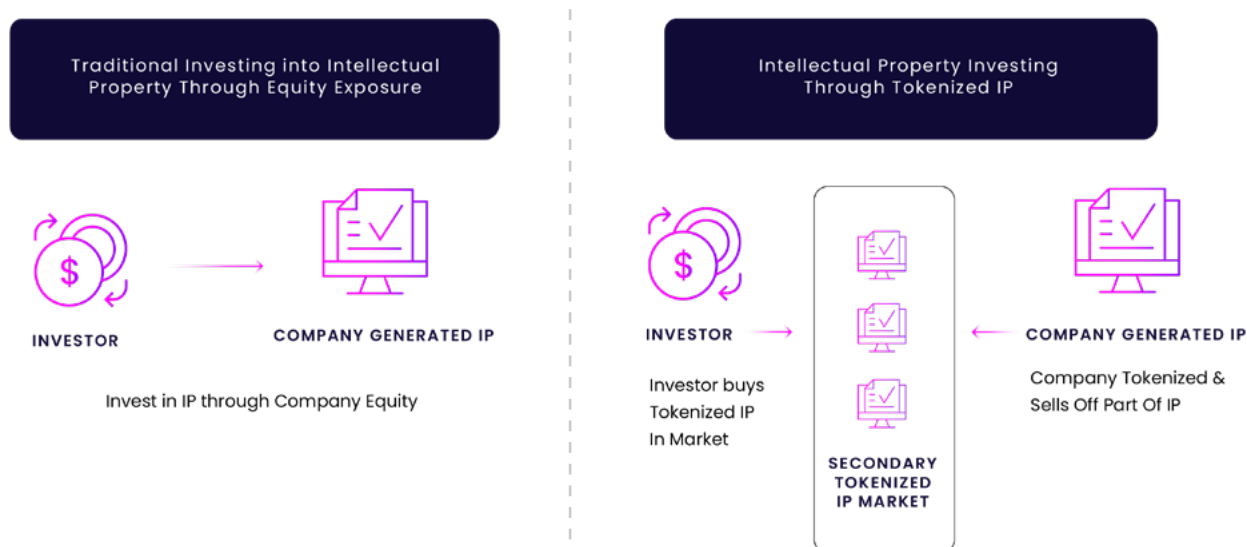 Traditional Investing into Intellectual
Property Through Equity Exposure
$
INVESTOR
COMPANY GENERATED IP
Invest in IP through Company Equity
Intellectual Property Investing
Through Tokenized IP
$
INVESTOR
Investor buys
Tokenized IP
In Market
SECONDARY
TOKENIZED
IP MARKET
COMPANY GENERATED IP
Company Tokenized &
Sells Off Part Of IP